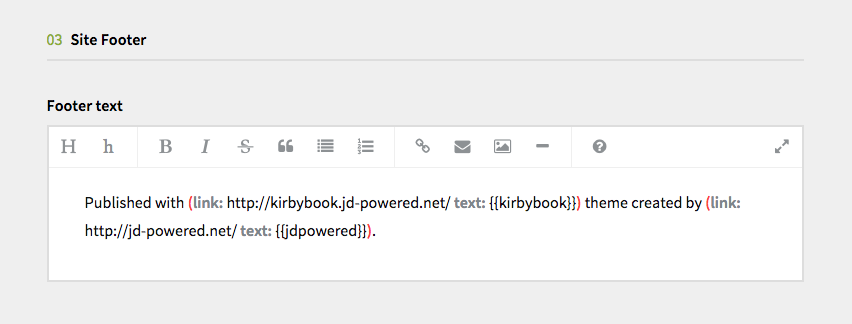 03 Site Footer
Footer text
H h B I S
Published with (link: http://kirbybook.jd-powered.net/ text: {{kirbybook}}) theme created by (link:
http://jd-powered.net/ text: {{jdpowered}}).